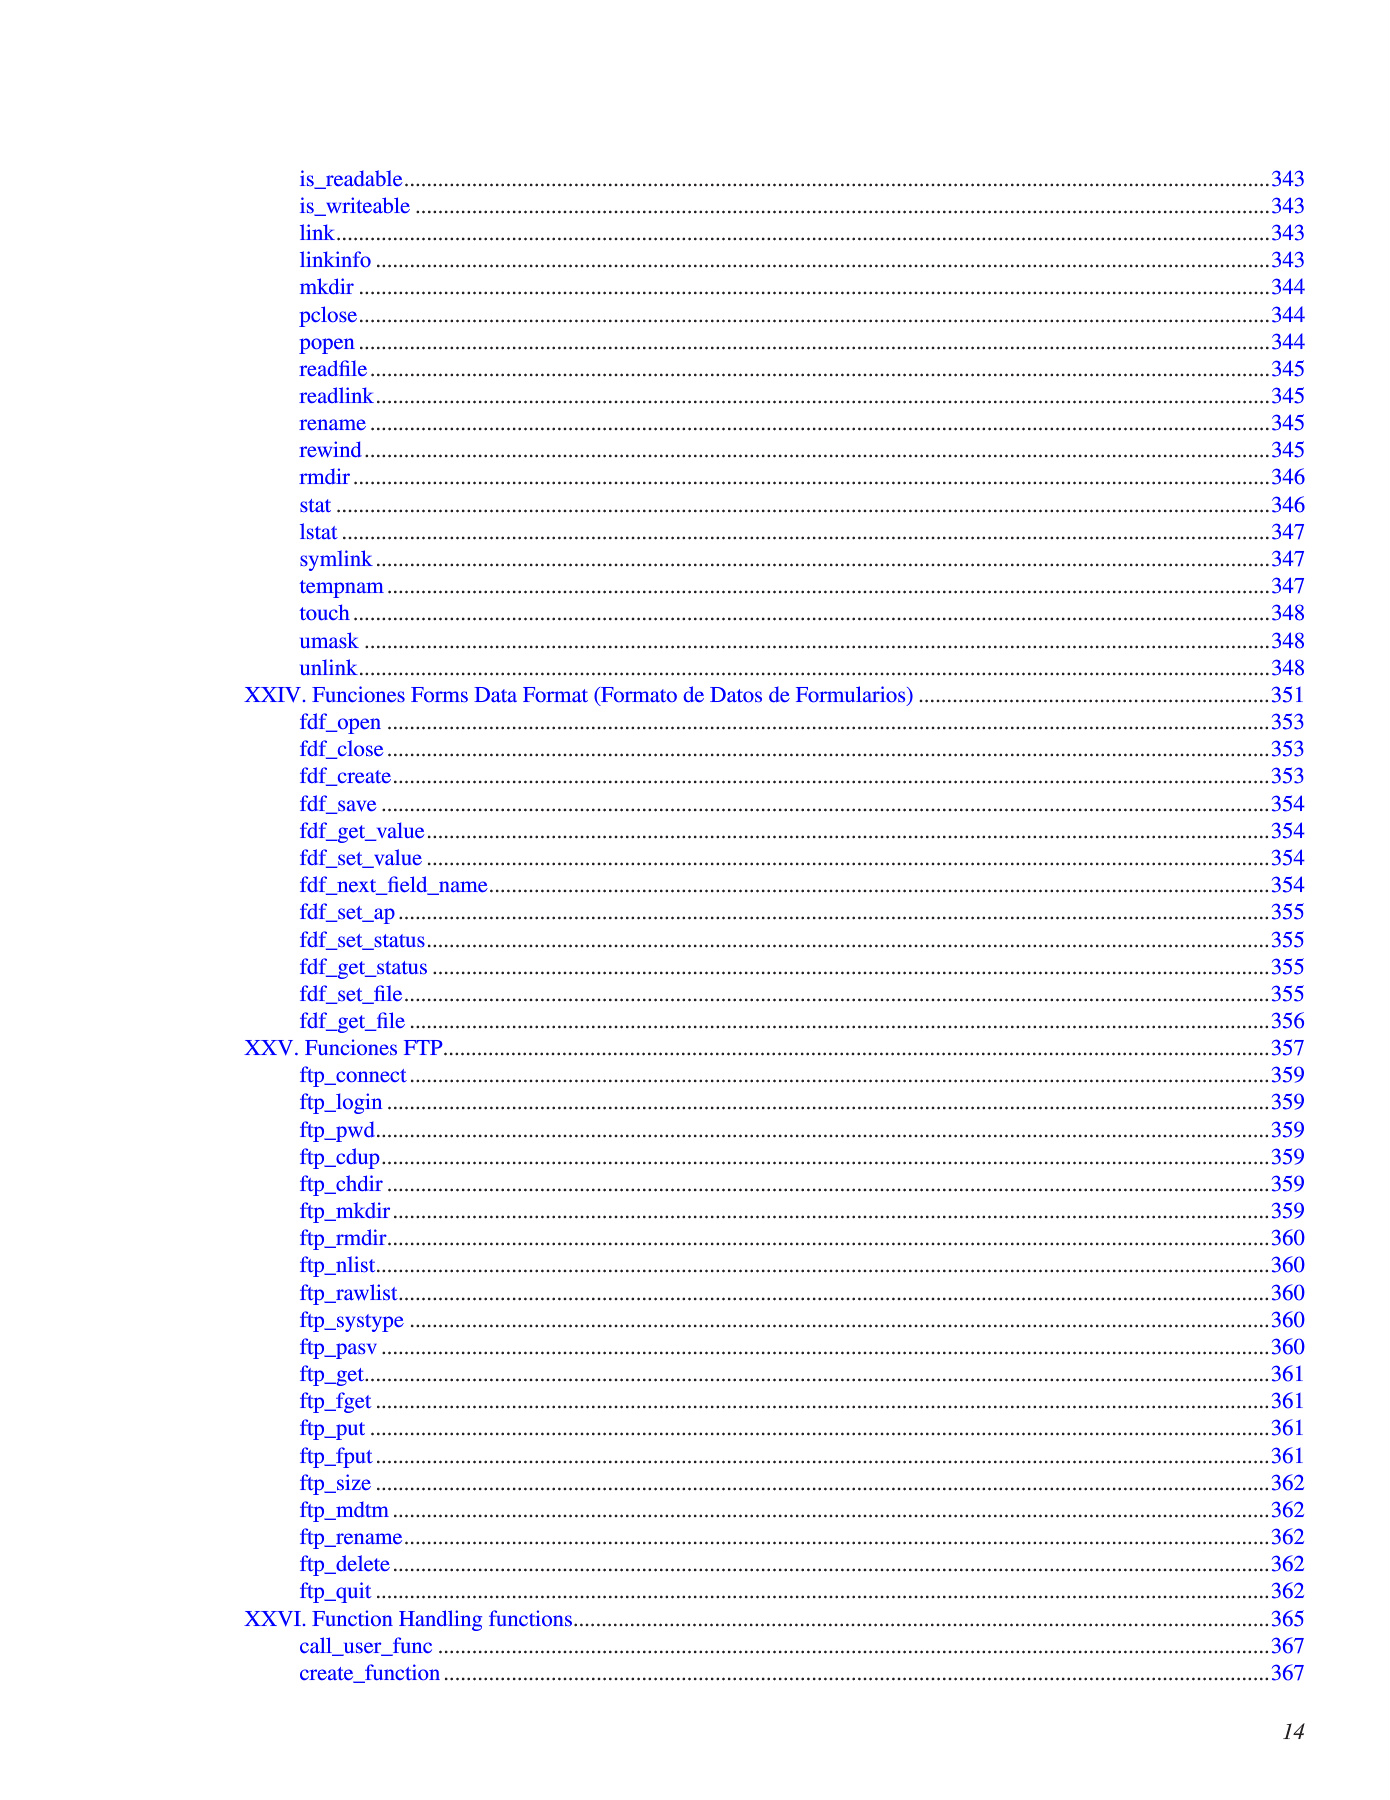 is_readable...343
is_writeable ...343
link...343
linkinfo ...343
mkdir ...344
pclose...344
popen ...344
readfile...345
readlink...345
rename ...345
rewind...345
rmdir ...346
stat ...346
lstat ...347
symlink ...347
tempnam ...347
touch ...348
umask ...348
unlink...348
XXIV. Funciones Forms Data Format (Formato de Datos de Formularios) ...351
fdf_open ...353
fdf_close ...353
fdf_create...353
fdf_save ...354
fdf_get_value...354
fdf_set_value ...354
fdf_next_field_name...354
fdf_set_ap ...355
fdf_set_status...355
fdf_get_status ...355
fdf_set_file...355
fdf_get_file ...356
XXV. Funciones FTP...357
ftp_connect ...359
ftp_login ...359
ftp_pwd...359
ftp_cdup...359
ftp_chdir ...359
ftp_mkdir ...359
ftp_rmdir...360
ftp_nlist...360
ftp_rawlist...360
ftp_systype ...360
ftp_pasv ...360
ftp_get...361
ftp_fget ...361
ftp_put ...361
ftp_fput ...361
ftp_size ...362
ftp_mdtm ...362
ftp_rename...362
ftp_delete ...362
ftp_quit ...362
XXVI. Function Handling functions...365
call_user_func ...367
create_function ...367
14